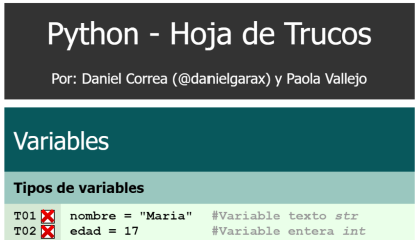 Python - Hoja de Trucos
Por: Daniel Correa (@danielgarax) y Paola Vallejo
Variables
Tipos de variables
T01 nombre = "Maria" #Variable texto str
T02 edad = 17 #Variable entera int